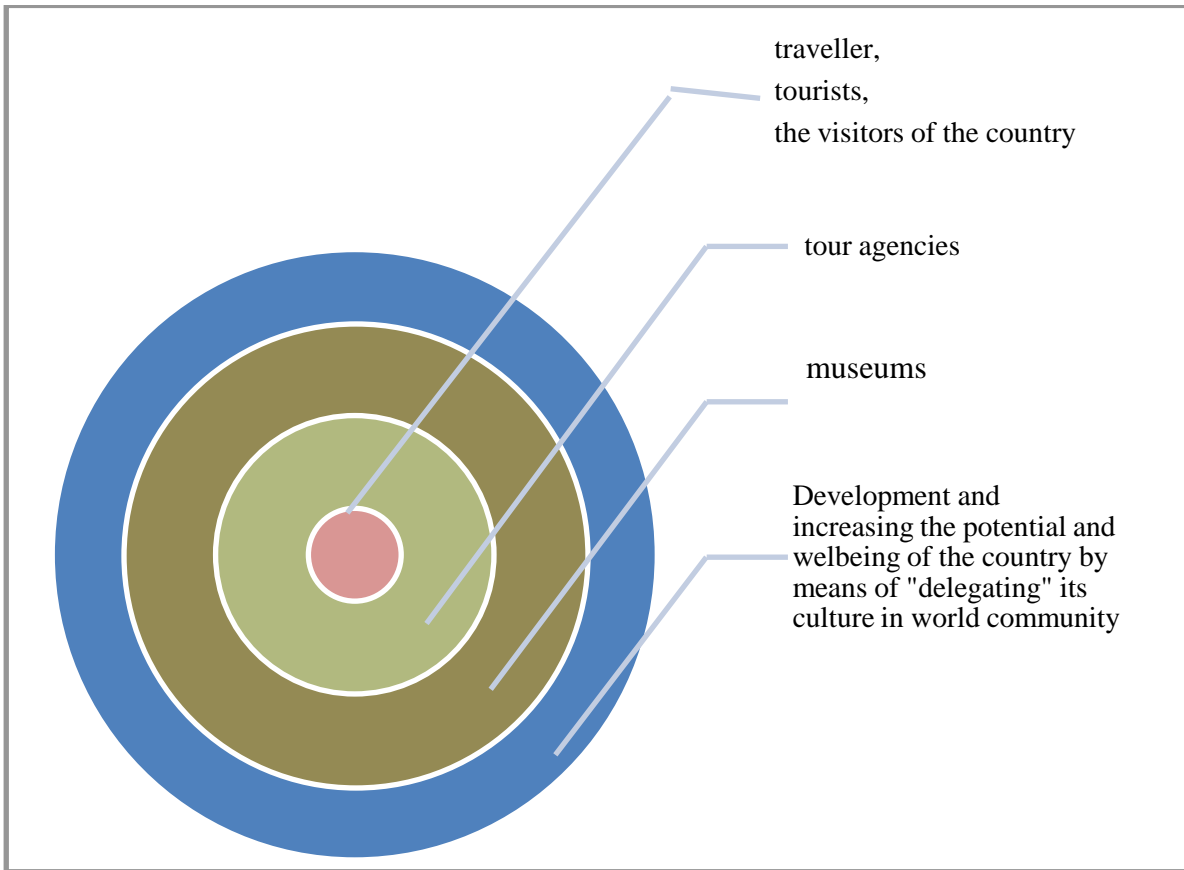 traveller,
tourists,
the visitors of the country
tour agencies
museums
Development and
increasing the potential and
welbeing of the country by
means of "delegating" its
culture in world community